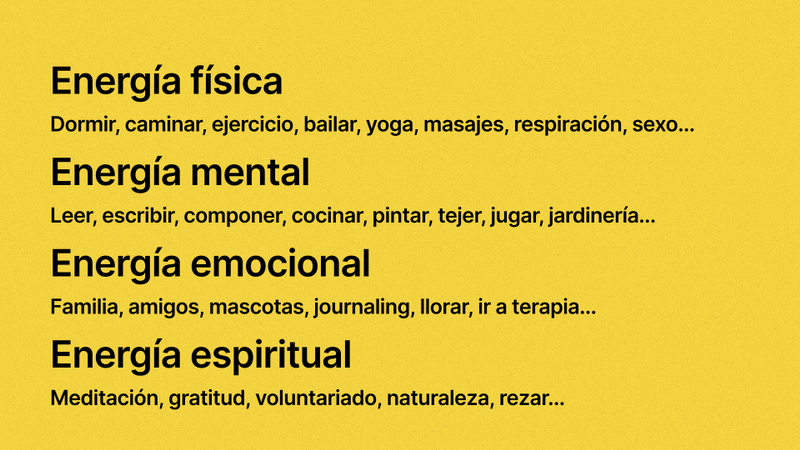 Energía física
Dormir, caminar, ejercicio, bailar, yoga, masajes, respiración, sexo...
Energía mental
Leer, escribir, componer, cocinar, pintar, tejer, jugar, jardinería...
Energía emocional
Familia, amigos, mascotas, journaling, llorar, ir a terapia...
Energía espiritual
Meditación, gratitud, voluntariado, naturaleza, rezar...